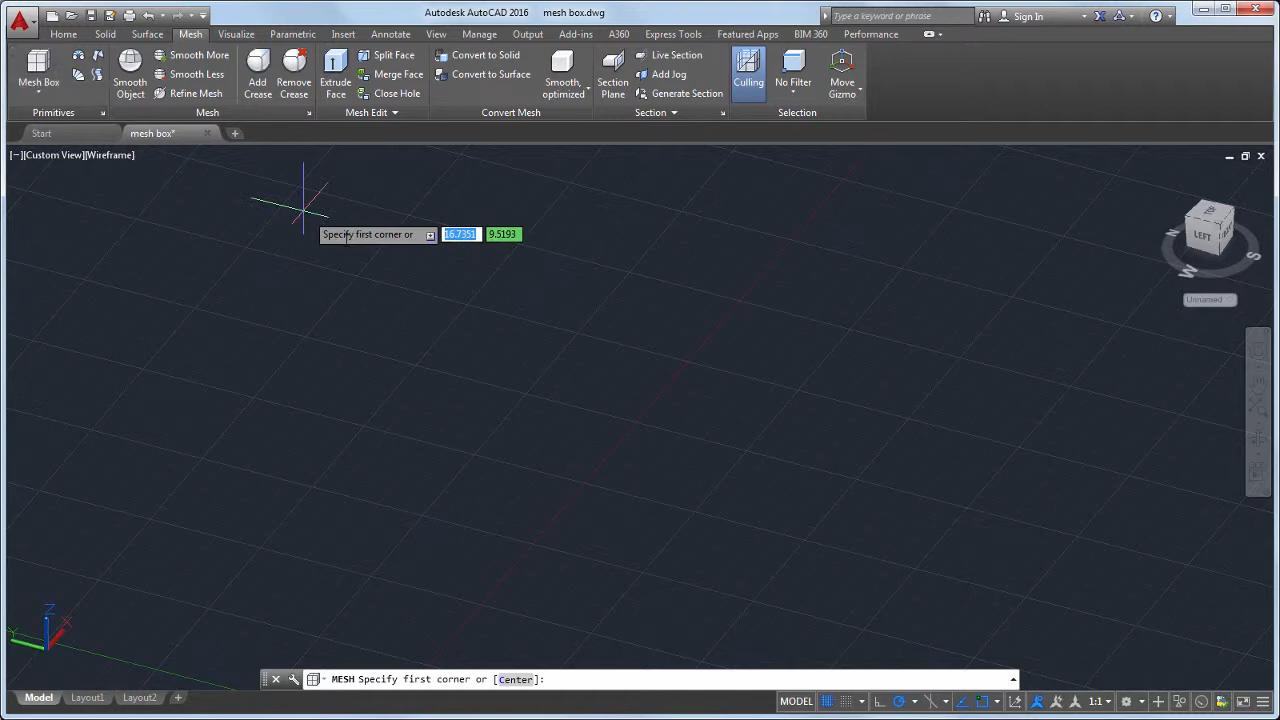 Autodesk AutoCAD 2016 mesh box.dwg
Type a keyword or phrase
Sign In
Home Solid Surface Mesh Visualize Parametric Insert Annotate View Manage Output Add-ins A360 Express Tools Featured Apps BIM 360 Performance
Mesh Box
Smooth Object
Smooth More
Smooth Less
Refine Mesh
Add Crease
Remove Crease
Extrude Face
Split Face
Merge Face
Close Hole
Convert to Solid
Convert to Surface
Smooth, optimized
Section Plane
Live Section
Add Jog
Generate Section
Culling
No Filter
Move Gizmo
Primitives Mesh Mesh Edit Convert Mesh Section Selection
Start mesh box*
[−][Custom View][Wireframe]
Specify first corner or 16.7351 9.5193
TOP
LEFT
N
S
W
Unnamed
Z
X
Y
MESH Specify first corner or [Center]:
Model Layout1 Layout2
MODEL 1:1